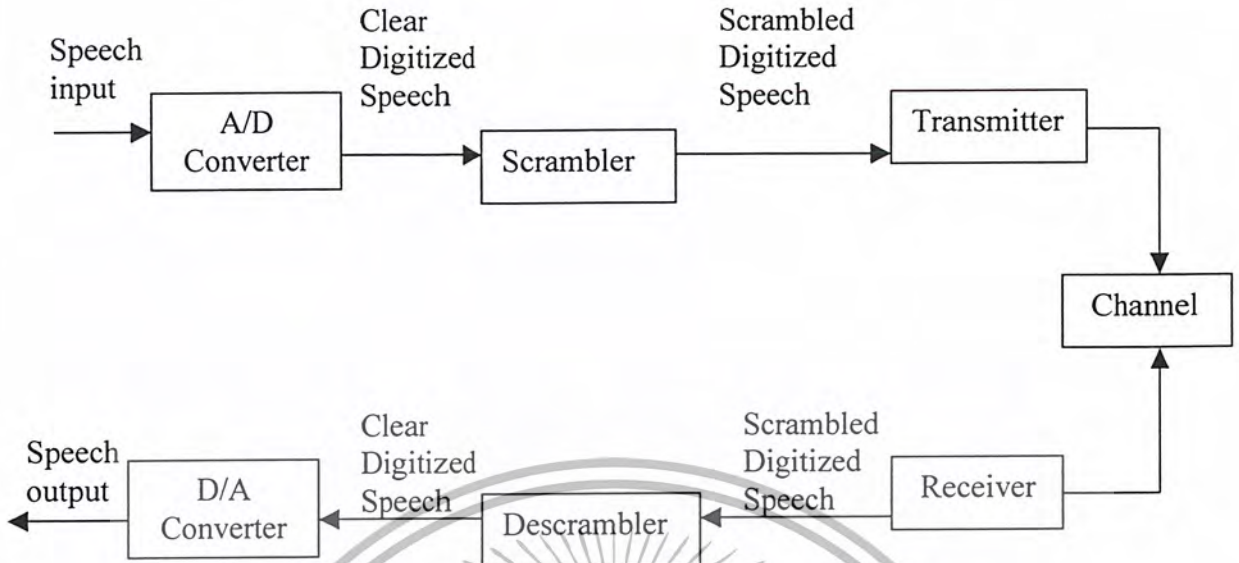 Speech
input
A/D
Converter
Clear
Digitized
Speech
Scrambler
Scrambled
Digitized
Speech
Transmitter
Channel
Speech
output
D/A
Converter
Clear
Digitized
Speech
Descrambler
Scrambled
Digitized
Speech
Receiver